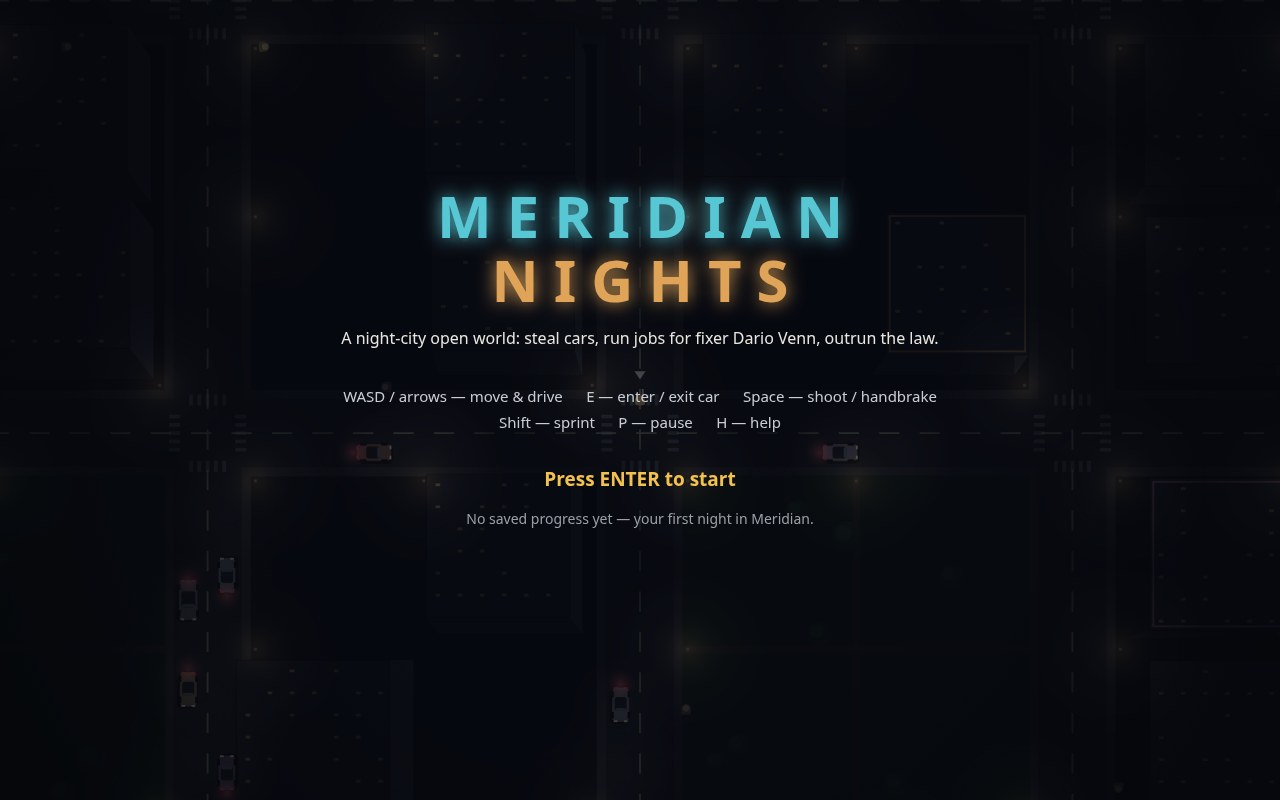 MERIDIAN
NIGHTS
A night-city open world: steal cars, run jobs for fixer Dario Venn, outrun the law.
WASD / arrows — move & drive E — enter / exit car Space — shoot / handbrake
Shift — sprint P — pause H — help
Press ENTER to start
No saved progress yet — your first night in Meridian.